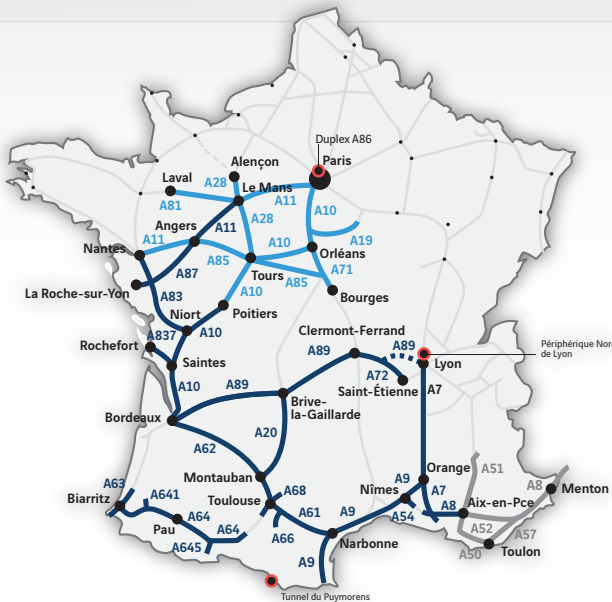 Duplex A86
Paris
Alençon
Laval
A28
Le Mans
A81
A11
A28
A10
Angers
A11
A19
Nantes
A11
A10
Orléans
A85
A71
A87
Tours
A85
La Roche-sur-Yon
A83
A10
Bourges
Niort
Poitiers
A837
A10
Clermont-Ferrand
Rochefort
A89
A89
Périphérique Nor
de Lyon
Saintes
A72
Lyon
A10
A89
Saint-Étienne
A7
Brive-
la-Gaillarde
Bordeaux
A20
A62
Orange
A51
Montauban
A9
A63
A68
Nîmes
A7
A8
Menton
A641
Toulouse
Biarritz
A61
A9
A8
Aix-en-Pce
A64
A54
A52
A57
Pau
A64
A66
A645
Narbonne
A50
Toulon
A9
Tunnel du Puymorens